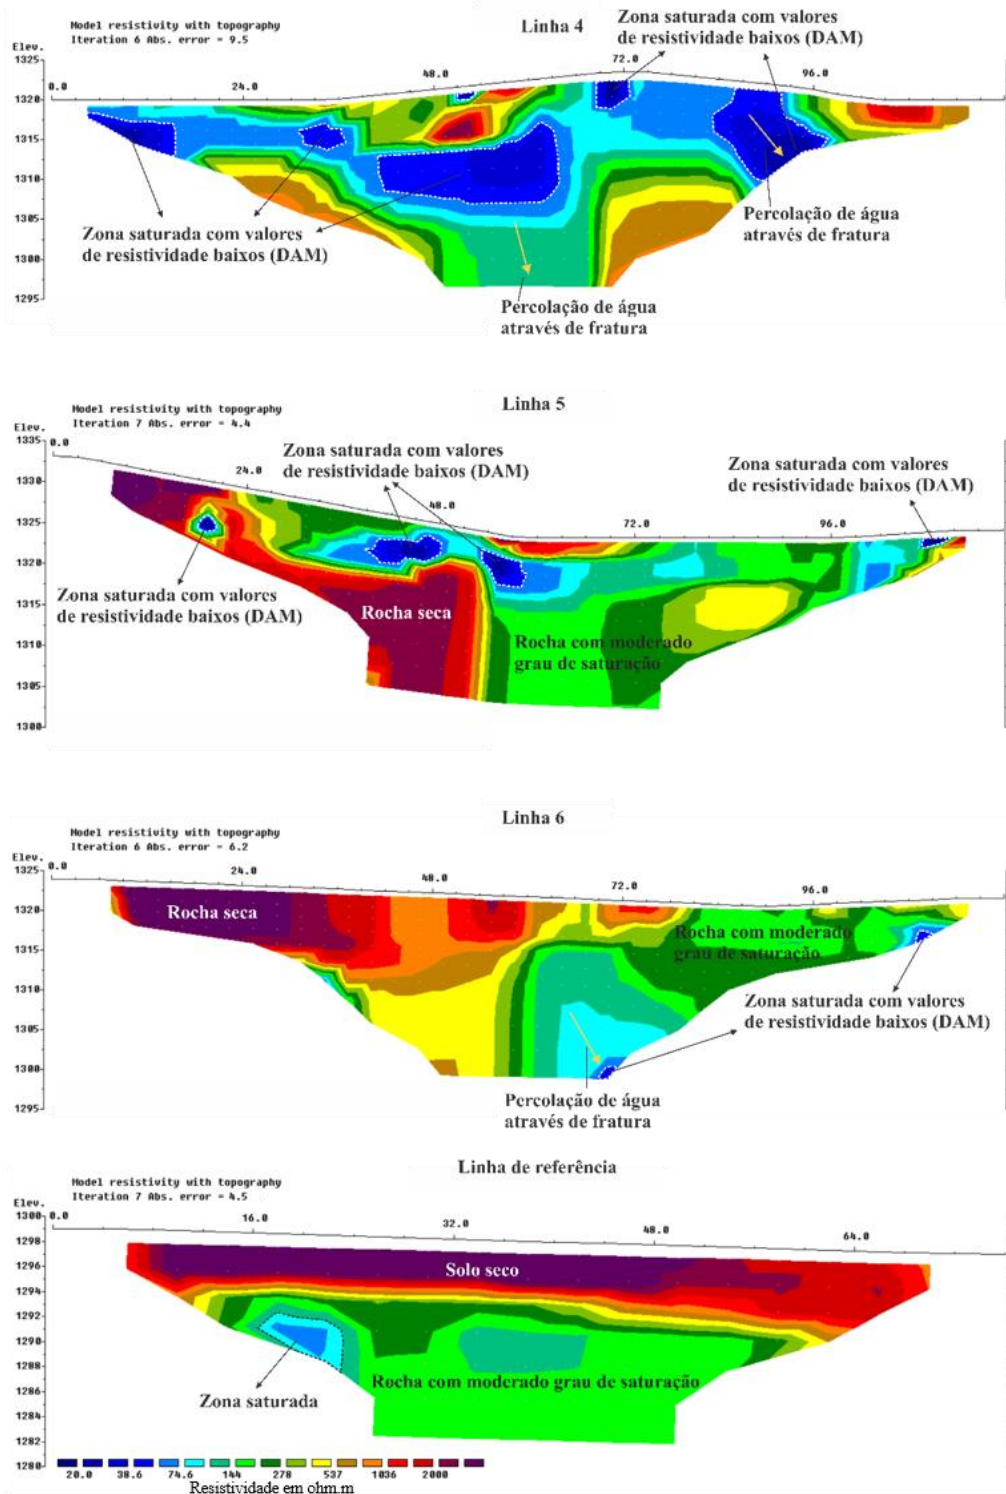 Model resistivity with topography
Iteration 6 Abs. error = 9.5
Linha 4
Zona saturada com valores
de resistividade baixos (DAM)
Elev.
1325
1320
1315
1310
1305
1300
1295
0.0 24.0 48.0 72.0 96.0
Zona saturada com valores
de resistividade baixos (DAM)
Percolação de água
através de fratura
Percolação de água
através de fratura
Model resistivity with topography
Iteration 7 Abs. error = 4.4
Linha 5
Elev.
1335
1330
1325
1320
1315
1310
1305
1300
0.0 24.0 48.0 72.0 96.0
Zona saturada com valores
de resistividade baixos (DAM)
Zona saturada com valores
de resistividade baixos (DAM)
Zona saturada com valores
de resistividade baixos (DAM)
Rocha seca
Rocha com moderado
grau de saturação
Linha 6
Model resistivity with topography
Iteration 6 Abs. error = 6.2
Elev.
1325
1320
1315
1310
1305
1300
1295
0.0 24.0 48.0 72.0 96.0
Rocha seca
Rocha com moderado
grau de saturação
Zona saturada com valores
de resistividade baixos (DAM)
Percolação de água
através de fratura
Linha de referência
Model resistivity with topography
Iteration 7 Abs. error = 4.5
Elev.
1300
1298
1296
1294
1292
1290
1288
1286
1284
1282
1280
0.0 16.0 32.0 48.0 64.0
Solo seco
Rocha com moderado grau de saturação
Zona saturada
20.0 38.6 74.6 144 278 537 1036 2000
Resistividade em ohm.m